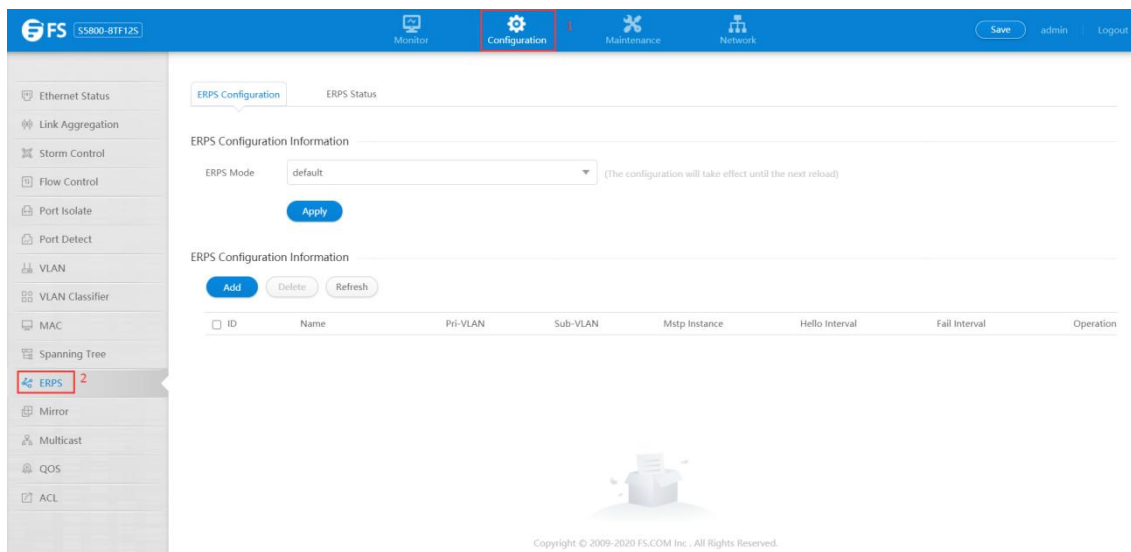 FS S5800-8TF12S
Monitor
Configuration
1
Maintenance
Network
Save
admin
Logout
Ethernet Status
Link Aggregation
Storm Control
Flow Control
Port Isolate
Port Detect
VLAN
VLAN Classifier
MAC
Spanning Tree
ERPS 2
Mirror
Multicast
QOS
ACL
ERPS Configuration ERPS Status
ERPS Configuration Information
ERPS Mode default (The configuration will take effect until the next reload)
Apply
ERPS Configuration Information
Add Delete Refresh
ID Name Pri-VLAN Sub-VLAN Mstp Instance Hello Interval Fail Interval Operation
Copyright © 2009-2020 FS.COM Inc . All Rights Reserved.